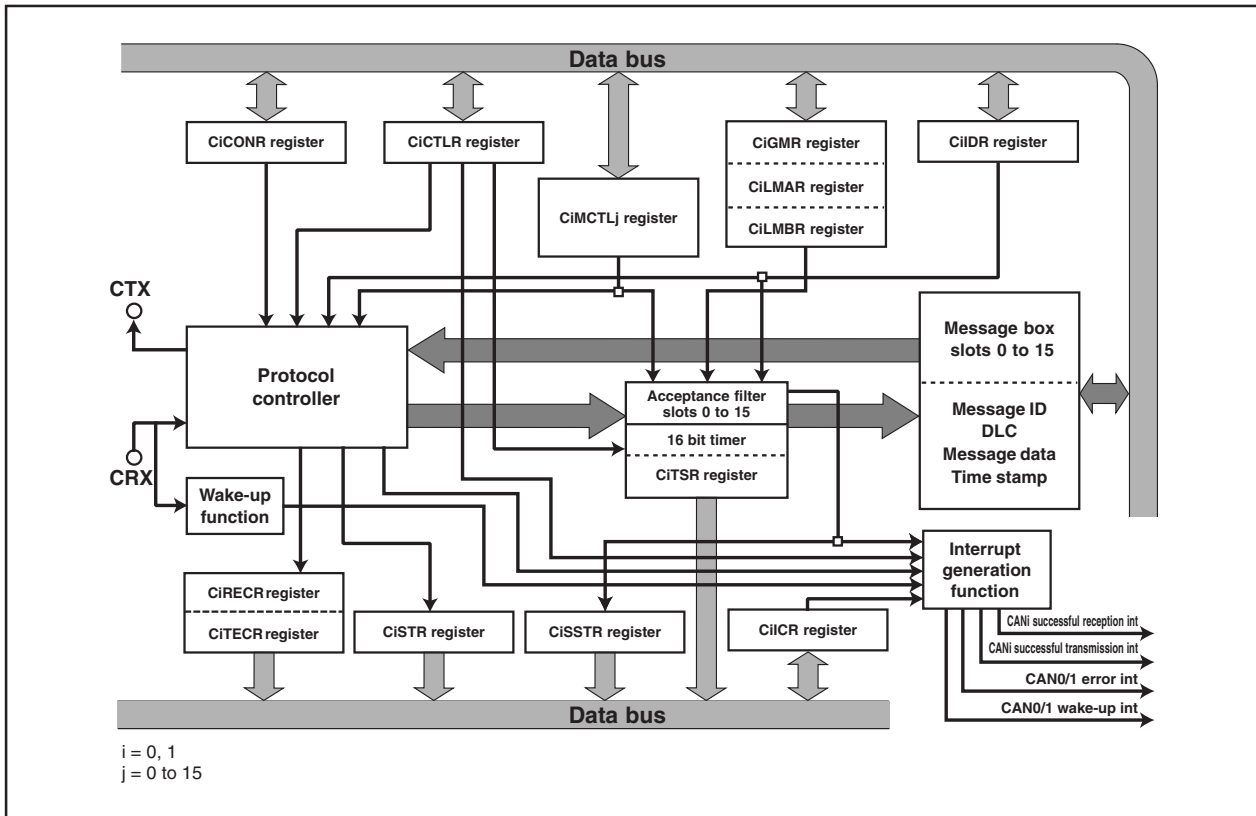 Data bus
CiCONR register
CiCTLR register
CiMCTLj register
CiGMR register
CiLMAR register
CiLMBR register
CiIDR register
CTX
CRX
Protocol
controller
Wake-up
function
Acceptance filter
slots 0 to 15
16 bit timer
CiTSR register
Message box
slots 0 to 15
Message ID
DLC
Message data
Time stamp
Interrupt
generation
function
CiRECR register
CiTECR register
CiSTR register
CiSSTR register
CiICR register
CANi successful reception int
CANi successful transmission int
CAN0/1 error int
CAN0/1 wake-up int
Data bus
i = 0, 1
j = 0 to 15